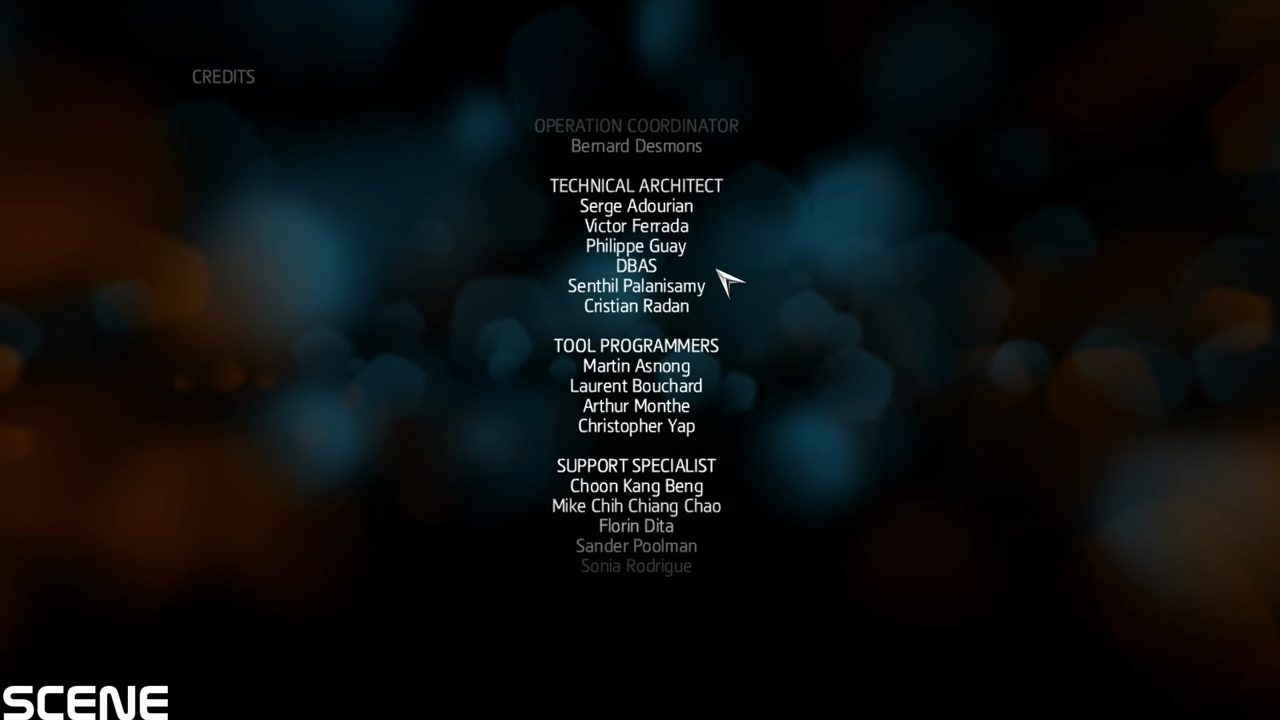 CREDITS
OPERATION COORDINATOR
Bernard Desmons
TECHNICAL ARCHITECT
Serge Adourian
Victor Ferrada
Philippe Guay
DBAS
Senthil Palanisamy
Cristian Radan
TOOL PROGRAMMERS
Martin Asnong
Laurent Bouchard
Arthur Monthe
Christopher Yap
SUPPORT SPECIALIST
Choon Kang Beng
Mike Chih Chiang Chao
Florin Dita
Sander Poolman
Sonia Rodrigue
SCENE